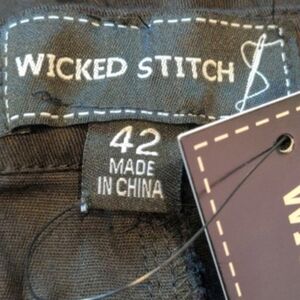 WICKED STITCH
42
MADE
IN CHINA